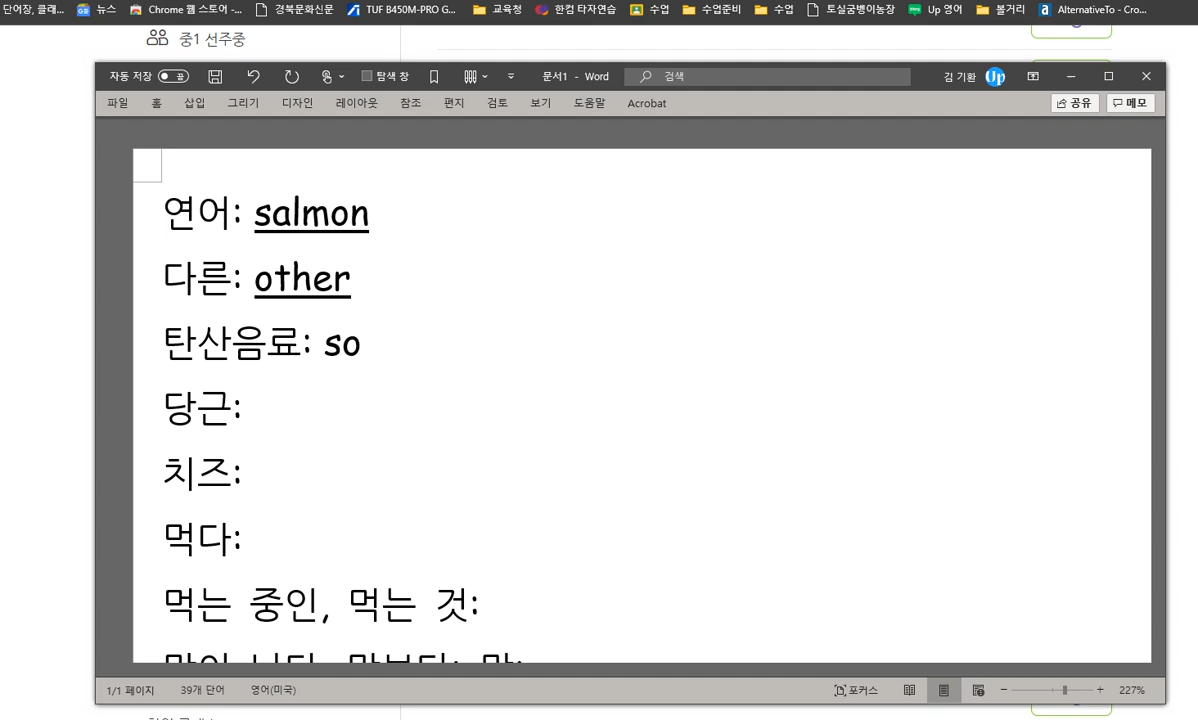 단어장, 클래... 뉴스 Chrome 웹 스토어 -... 경북문화신문 TUF B450M-PRO G... 교육청 한컴 타자연습 수업 수업준비 수업 토실굼벵이농장 Up 영어 볼거리 AlternativeTo - Cro...
중1 선주중
자동 저장 끔 탐색 창 문서1 - Word 검색 김 기환 Up
파일 홈 삽입 그리기 디자인 레이아웃 참조 편지 검토 보기 도움말 Acrobat 공유 메모
연어: salmon
다른: other
탄산음료: so
당근:
치즈:
먹다:
먹는 중인, 먹는 것:
1/1 페이지 39개 단어 영어(미국) 포커스 227%